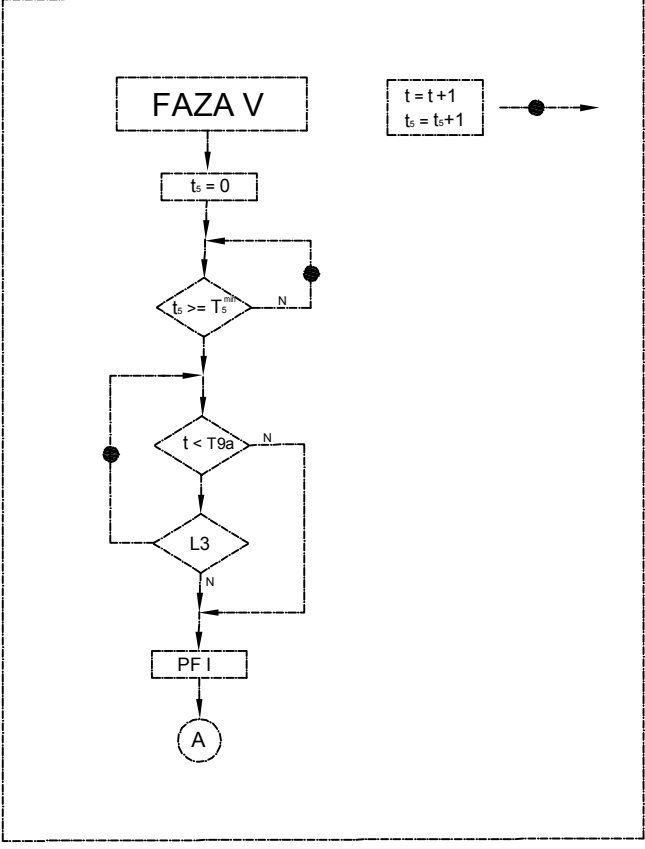 FAZA V
t = t +1
t₅ = t₅+1
t₅ = 0
t₅ >= T₅ᵐⁱⁿ
N
t < T9a
N
L3
N
PF I
A